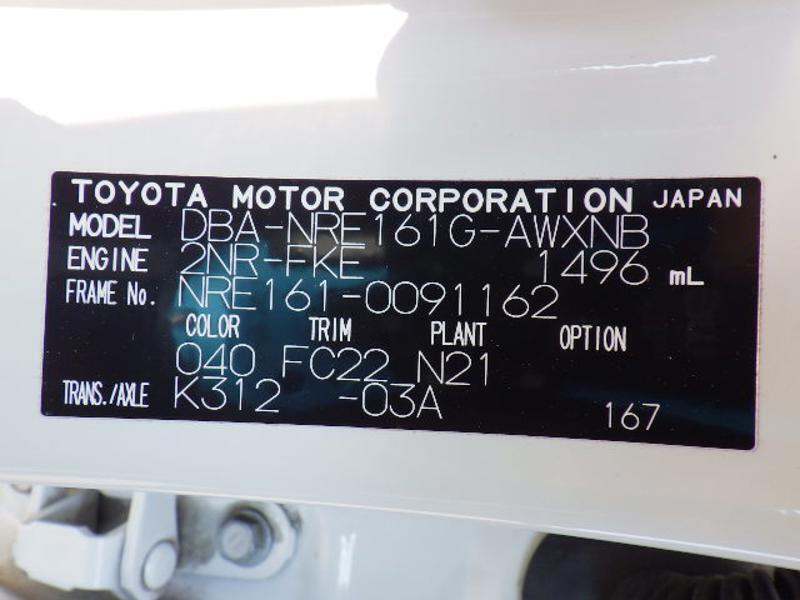 TOYOTA MOTOR CORPORATION JAPAN
MODEL DBA-NRE161G-AWXNB
ENGINE 2NR-FKE 1496 mL
FRAME No. NRE161-0091162
COLOR TRIM PLANT OPTION
040 FC22 N21
TRANS./AXLE K312 -03A 167